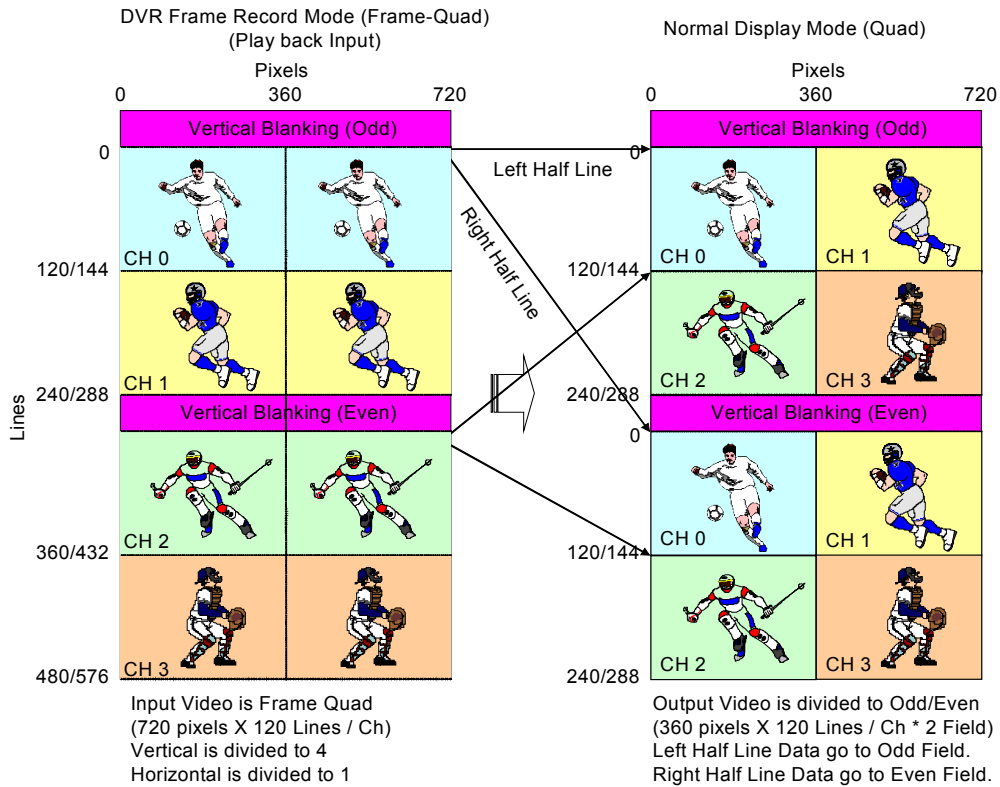 DVR Frame Record Mode (Frame-Quad)
(Play back Input)
Pixels
0 360 720
Vertical Blanking (Odd)
0
CH 0
120/144
CH 1
240/288
Vertical Blanking (Even)
Lines
CH 2
360/432
CH 3
480/576
Input Video is Frame Quad
(720 pixels X 120 Lines / Ch)
Vertical is divided to 4
Horizontal is divided to 1
Left Half Line
Right Half Line
Normal Display Mode (Quad)
Pixels
0 360 720
Vertical Blanking (Odd)
0
CH 0 CH 1
120/144
CH 2 CH 3
240/288
Vertical Blanking (Even)
0
CH 0 CH 1
120/144
CH 2 CH 3
240/288
Output Video is divided to Odd/Even
(360 pixels X 120 Lines / Ch * 2 Field)
Left Half Line Data go to Odd Field.
Right Half Line Data go to Even Field.